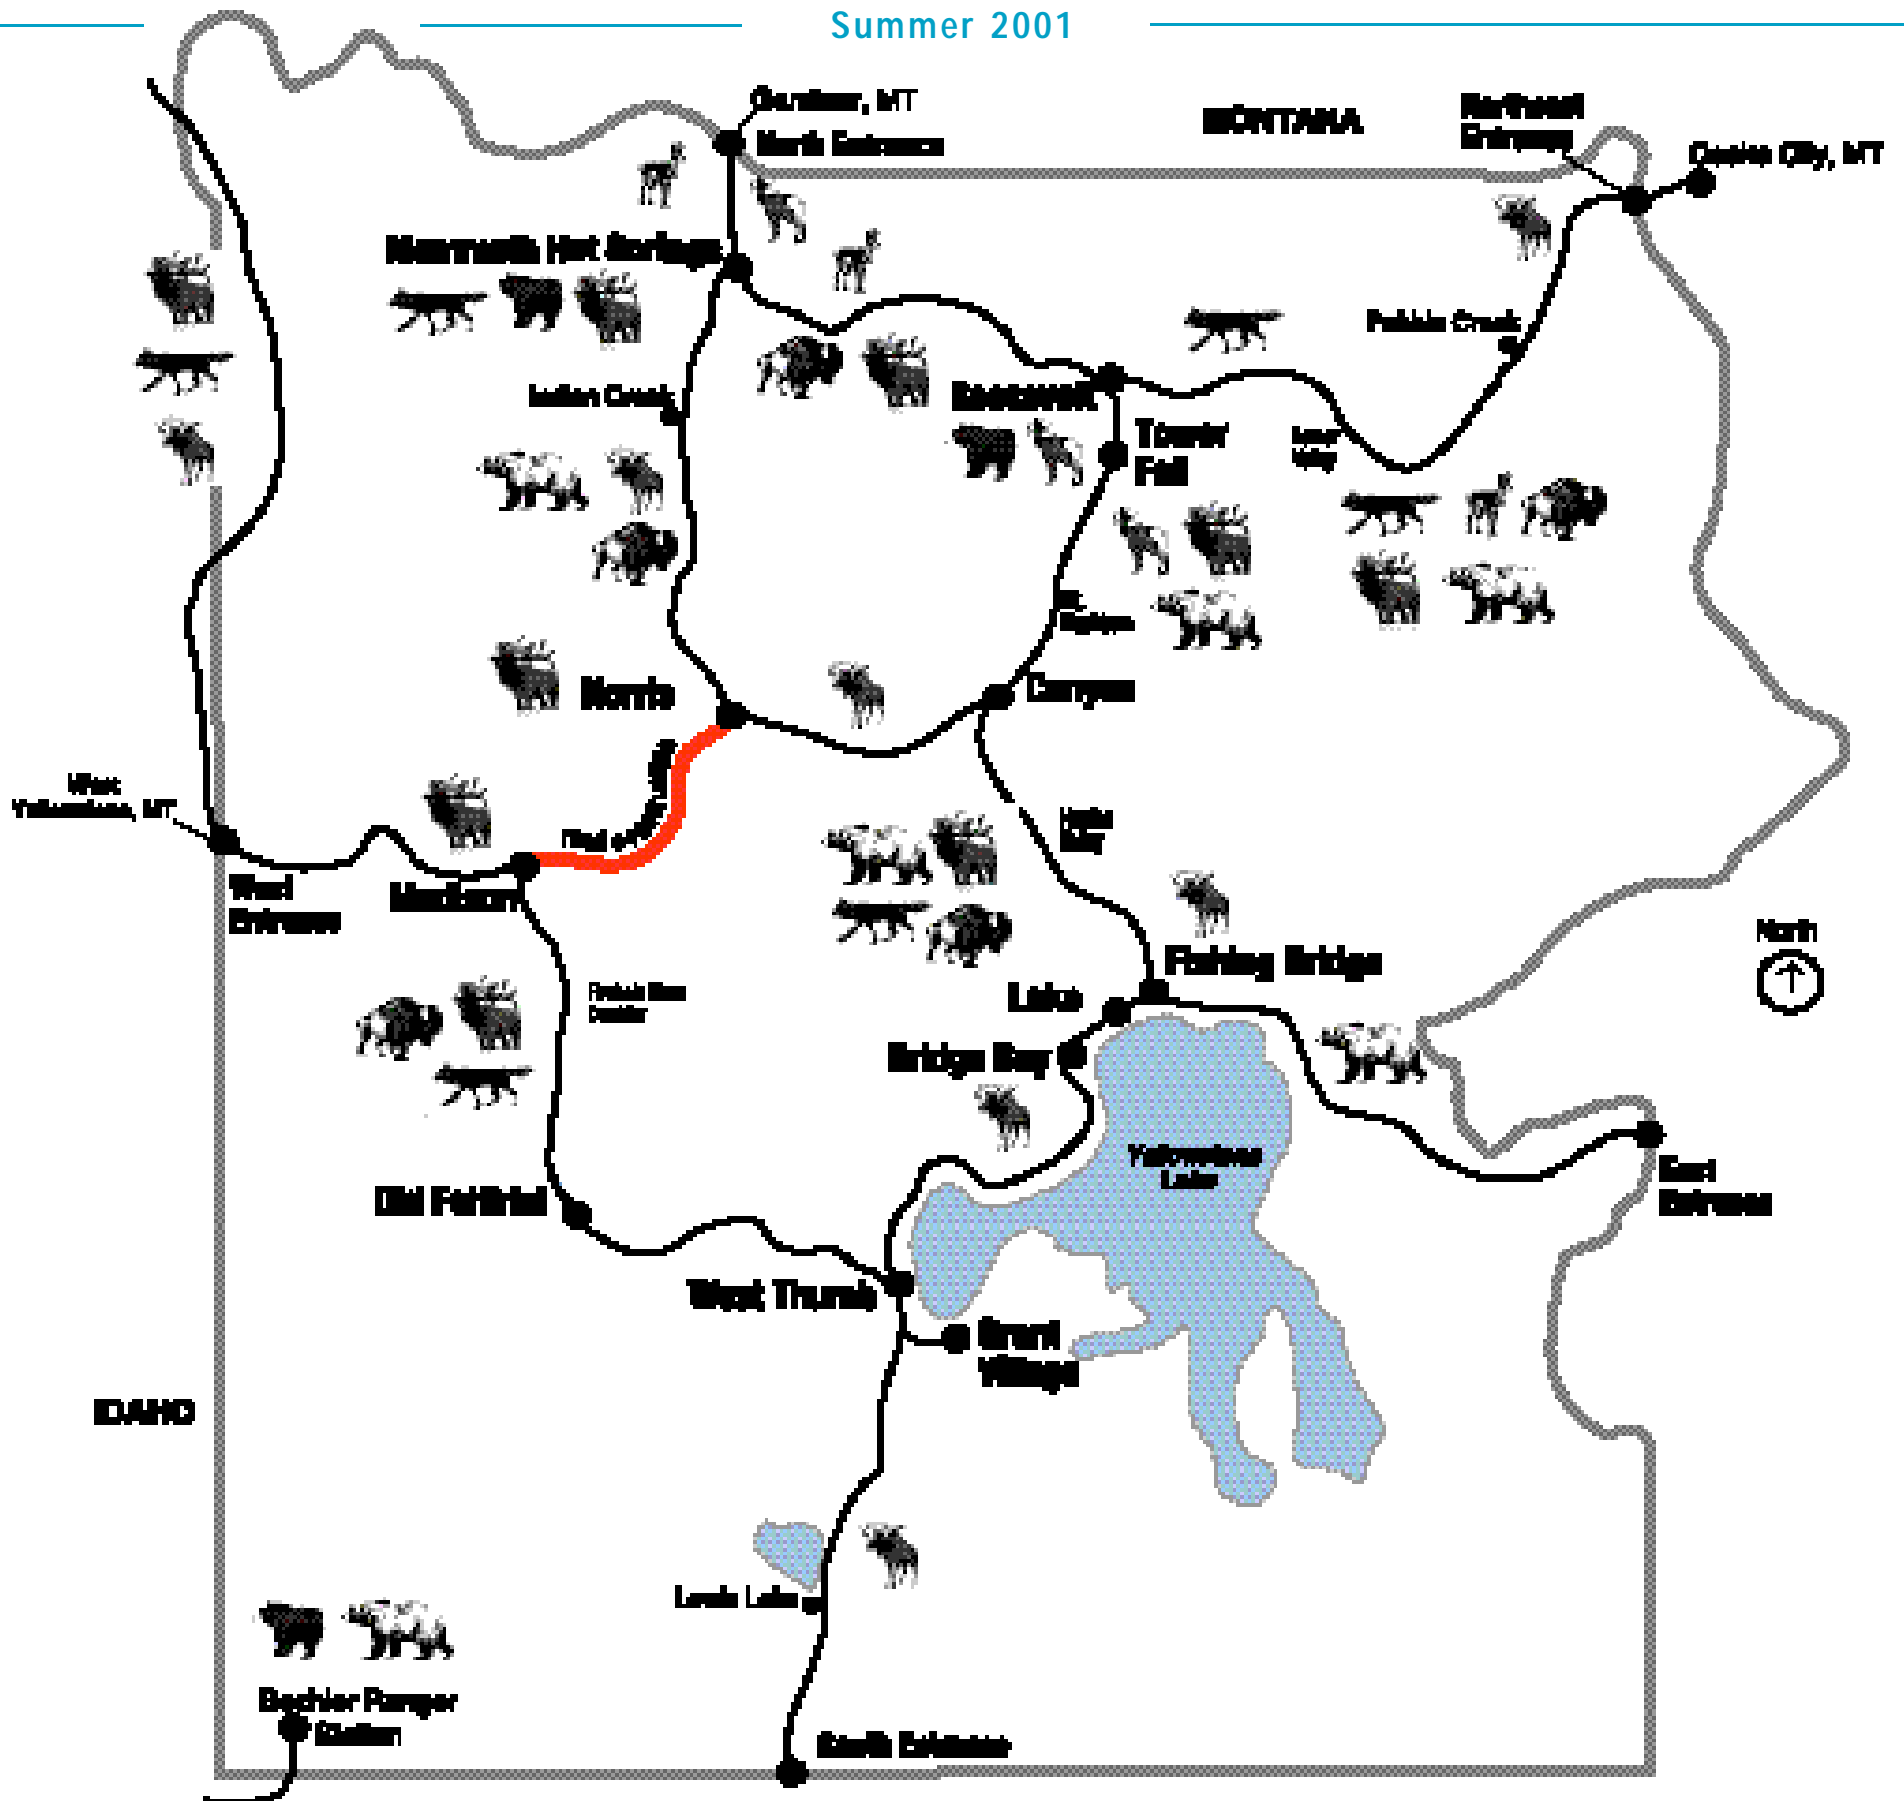 Summer 2001
Gardiner, MT
North Entrance
MONTANA
Northeast
Entrance
Cooke City, MT
Mammoth Hot Springs
Pebble Creek
Indian Creek
Roosevelt
Tower
Fall
Norris
Canyon
West
Yellowstone, MT
West
Entrance
Madison
Fishing Bridge
North
Lake
Bridge Bay
Yellowstone
Lake
East
Entrance
Old Faithful
West Thumb
Grant
Village
IDAHO
Lewis Lake
Bechler Ranger
Station
South Entrance